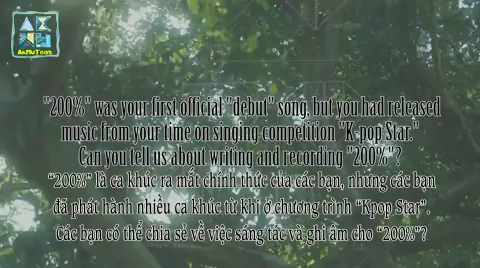 AKMUTEAM
"200%" was your first official "debut" song, but you had released
music from your time on singing competition "K-pop Star."
Can you tell us about writing and recording "200%"?
"200%" là ca khúc ra mắt chính thức của các bạn, nhưng các bạn
đã phát hành nhiều ca khúc từ khi ở chương trình "Kpop Star".
Các bạn có thể chia sẻ về việc sáng tác và ghi âm cho "200%"?